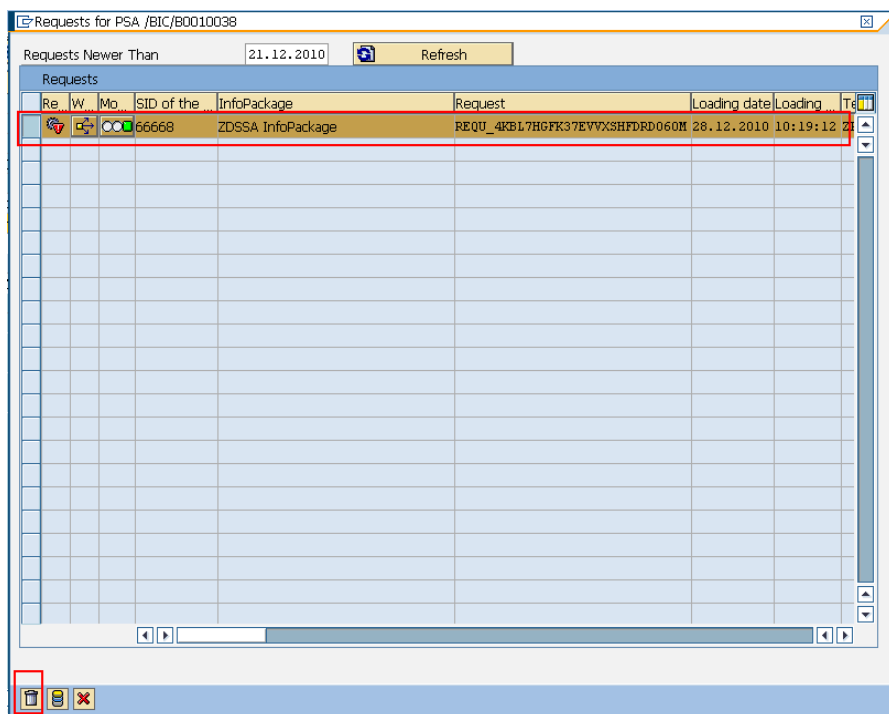 Requests for PSA /BIC/B0010038
Requests Newer Than 21.12.2010 Refresh
Requests
Re... W... Mo... SID of the ... InfoPackage Request Loading date Loading ... Te
66668 ZDSSA InfoPackage REQU_4KBL7HGFK37EVVXSHFDRD060M 28.12.2010 10:19:12